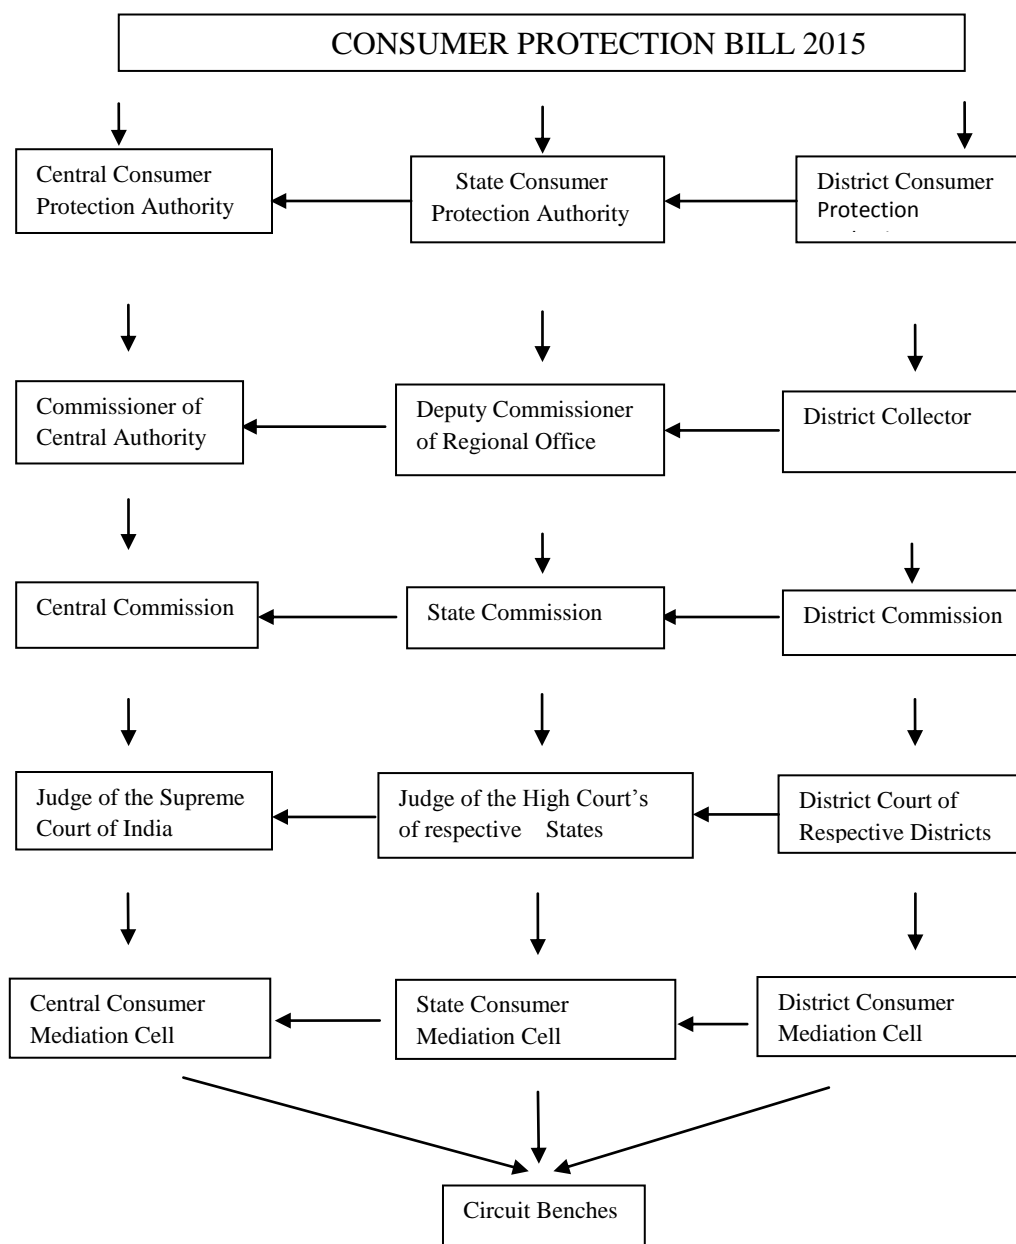 CONSUMER PROTECTION BILL 2015
Central Consumer
Protection Authority
State Consumer
Protection Authority
District Consumer
Protection
Commissioner of
Central Authority
Deputy Commissioner
of Regional Office
District Collector
Central Commission
State Commission
District Commission
Judge of the Supreme
Court of India
Judge of the High Court’s
of respective States
District Court of
Respective Districts
Central Consumer
Mediation Cell
State Consumer
Mediation Cell
District Consumer
Mediation Cell
Circuit Benches